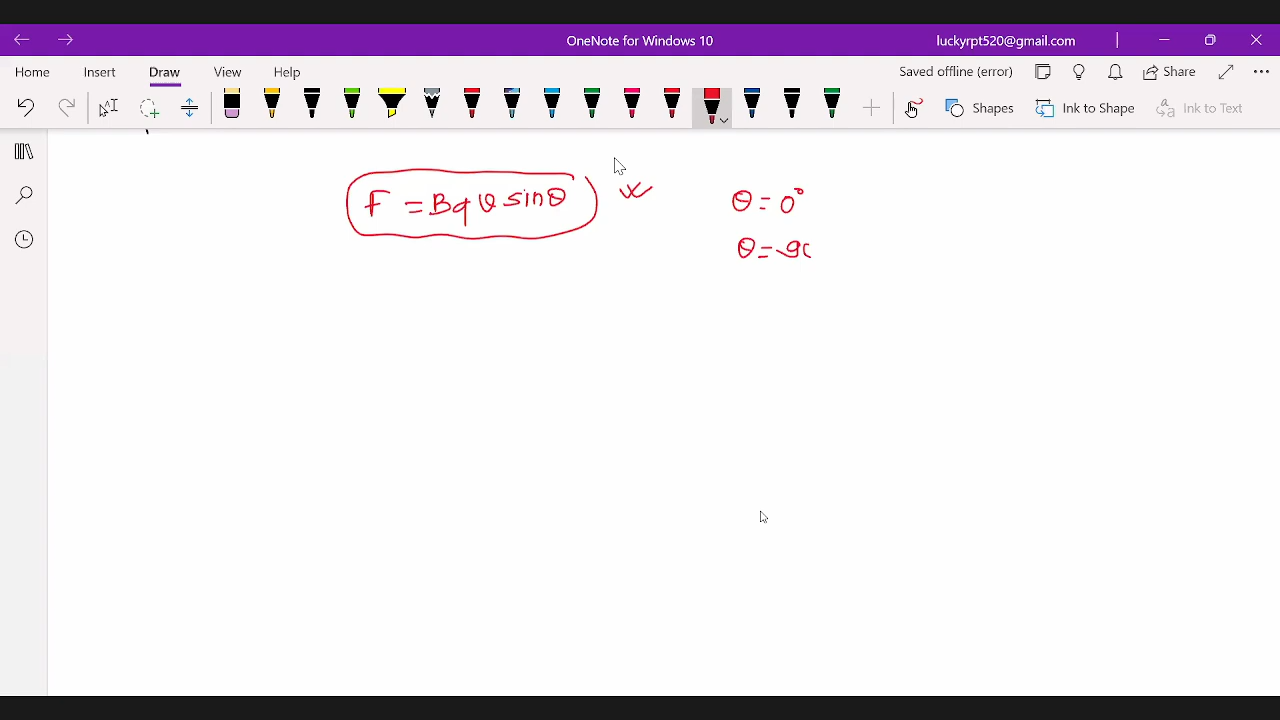 OneNote for Windows 10
luckyrpt520@gmail.com
Home Insert Draw View Help
Saved offline (error)
Share
Shapes
Ink to Shape
Ink to Text
F = Bqv sinθ
θ = 0°
θ = 90